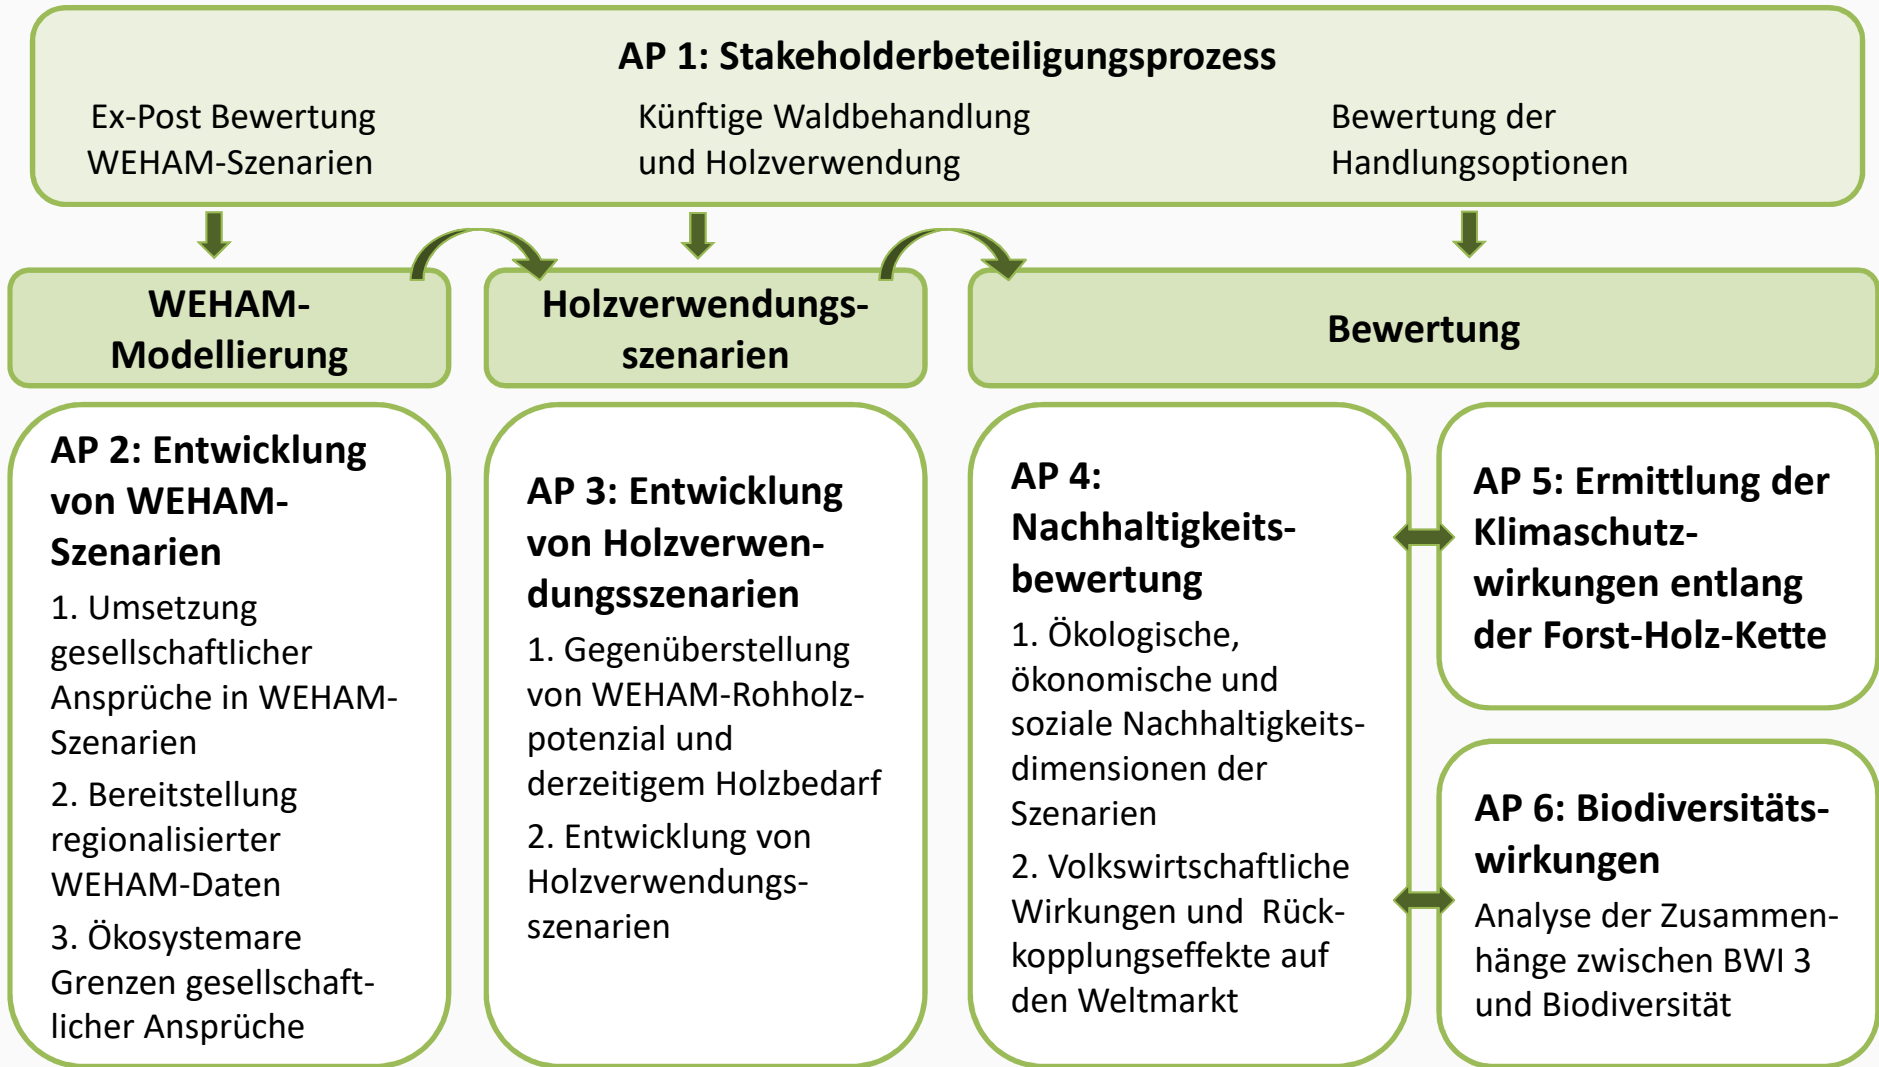 AP 1: Stakeholderbeteiligungsprozess
Ex-Post Bewertung
WEHAM-Szenarien
Künftige Waldbehandlung
und Holzverwendung
Bewertung der
Handlungsoptionen
WEHAM-
Modellierung
Holzverwendungs-
szenarien
Bewertung
AP 2: Entwicklung
von WEHAM-
Szenarien
1. Umsetzung
gesellschaftlicher
Ansprüche in WEHAM-
Szenarien
2. Bereitstellung
regionalisierter
WEHAM-Daten
3. Ökosystemare
Grenzen gesellschaft-
licher Ansprüche
AP 3: Entwicklung
von Holzverwen-
dungsszenarien
1. Gegenüberstellung
von WEHAM-Rohholz-
potenzial und
derzeitigem Holzbedarf
2. Entwicklung von
Holzverwendungs-
szenarien
AP 4:
Nachhaltigkeits-
bewertung
1. Ökologische,
ökonomische und
soziale Nachhaltigkeits-
dimensionen der
Szenarien
2. Volkswirtschaftliche
Wirkungen und  Rück-
kopplungseffekte auf
den Weltmarkt
AP 5: Ermittlung der
Klimaschutz-
wirkungen entlang
der Forst-Holz-Kette
AP 6: Biodiversitäts-
wirkungen
Analyse der Zusammen-
hänge zwischen BWI 3
und Biodiversität